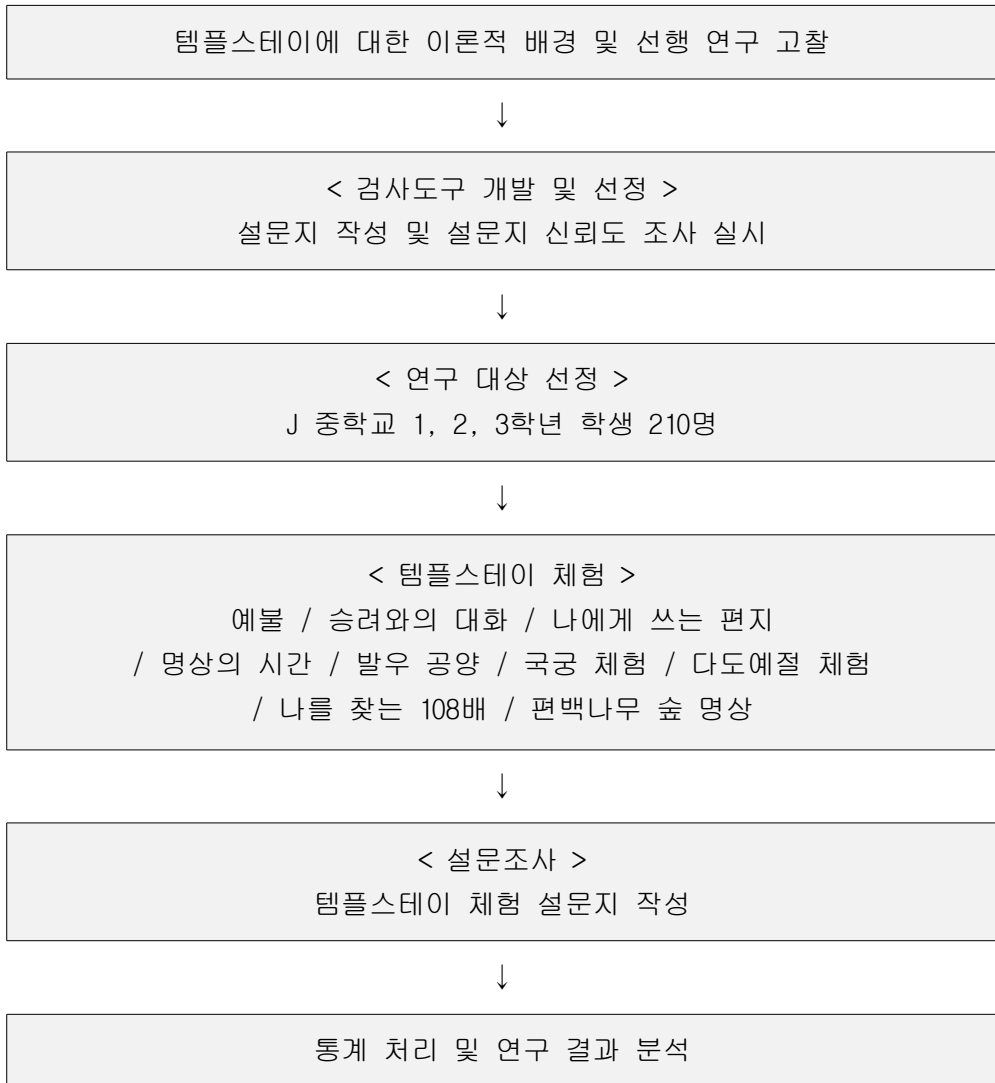 템플스테이에 대한 이론적 배경 및 선행 연구 고찰
↓
< 검사도구 개발 및 선정 >
설문지 작성 및 설문지 신뢰도 조사 실시
↓
< 연구 대상 선정 >
J 중학교 1, 2, 3학년 학생 210명
↓
< 템플스테이 체험 >
예불 / 승려와의 대화 / 나에게 쓰는 편지
/ 명상의 시간 / 발우 공양 / 국궁 체험 / 다도예절 체험
/ 나를 찾는 108배 / 편백나무 숲 명상
↓
< 설문조사 >
템플스테이 체험 설문지 작성
↓
통계 처리 및 연구 결과 분석